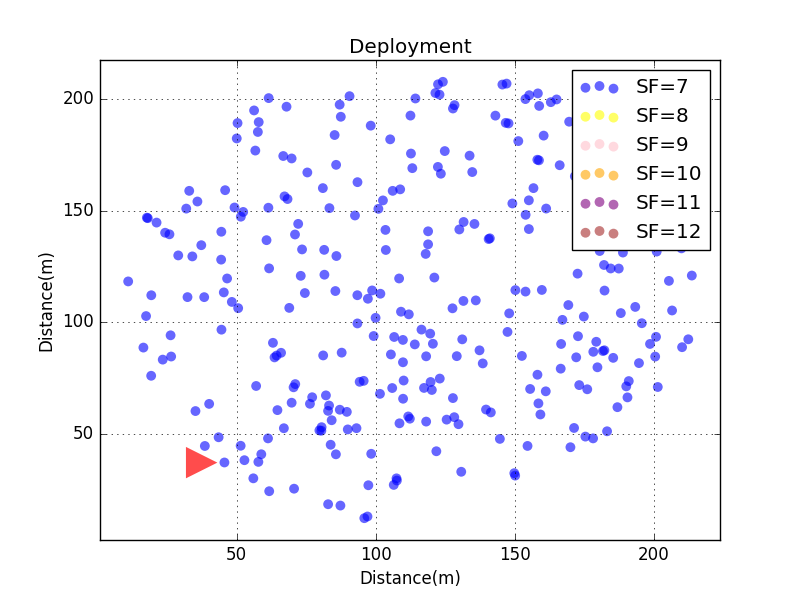 Deployment
SF=7
SF=8
SF=9
SF=10
SF=11
SF=12
200
150
100
50
Distance(m)
50 100 150 200
Distance(m)